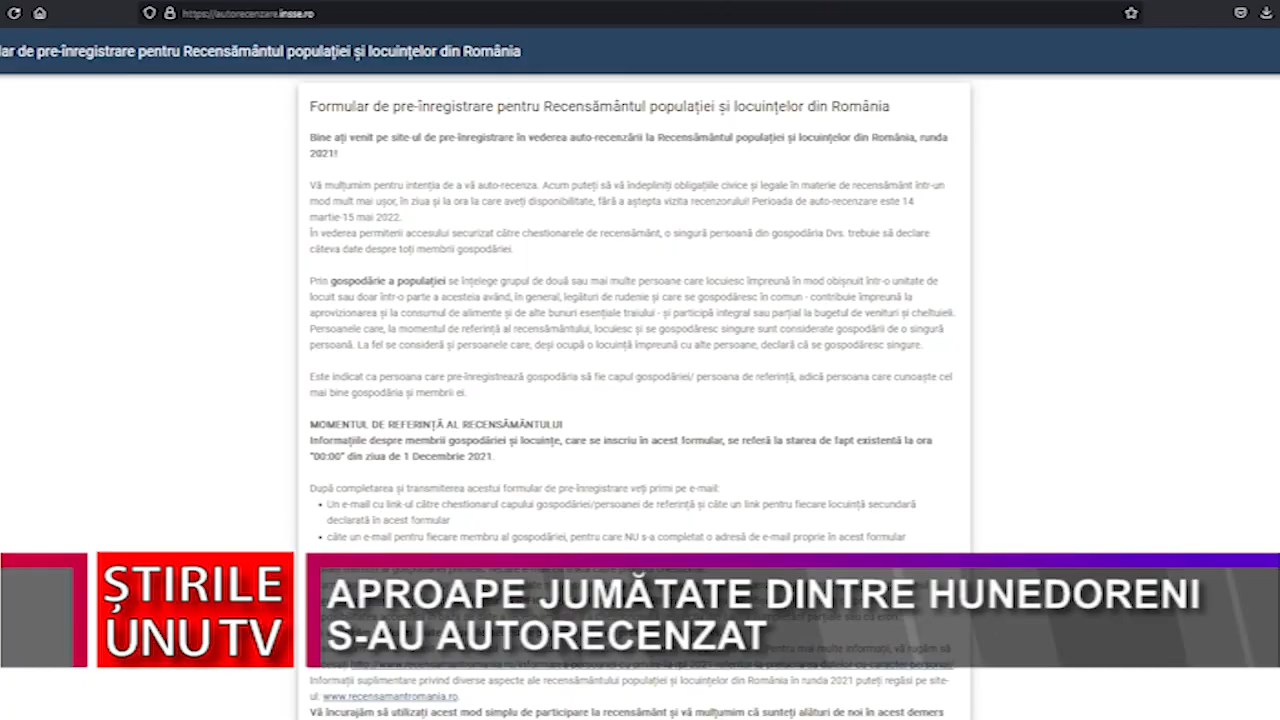 https://autorecenzare.insse.ro
lar de pre-înregistrare pentru Recensământul populației și locuințelor din România
Formular de pre-înregistrare pentru Recensământul populației și locuințelor din România
Bine ați venit pe site-ul de pre-înregistrare în vederea auto-recenzării la Recensământul populației și locuințelor din România, runda
2021!
Vă mulțumim pentru intenția de a vă auto-recenza. Acum puteți să vă îndepliniți obligațiile civice și legale în materie de recensământ într-un
mod mult mai ușor, în ziua și la ora la care aveți disponibilitate, fără a aștepta vizita recenzorului! Perioada de auto-recenzare este 14
martie-15 mai 2022.
În vederea permiterii accesului securizat către chestionarele de recensământ, o singură persoană din gospodăria Dvs. trebuie să declare
câteva date despre toți membrii gospodăriei.
Prin gospodărie a populației se înțelege grupul de două sau mai multe persoane care locuiesc împreună în mod obișnuit într-o unitate de
locuit sau doar într-o parte a acesteia având, în general, legături de rudenie și care se gospodăresc în comun - contribuie împreună la
aprovizionarea și la consumul de alimente și de alte bunuri esențiale traiului - și participă integral sau parțial la bugetul de venituri și cheltuieli.
Persoanele care, la momentul de referință al recensământului, locuiesc și se gospodăresc singure sunt considerate gospodării de o singură
persoană. La fel se consideră și persoanele care, deși ocupă o locuință împreună cu alte persoane, declară că se gospodăresc singure.
Este indicat ca persoana care pre-înregistrează gospodăria să fie capul gospodăriei/ persoana de referință, adică persoana care cunoaște cel
mai bine gospodăria și membrii ei.
MOMENTUL DE REFERINȚĂ AL RECENSĂMÂNTULUI
Informațiile despre membrii gospodăriei și locuințe, care se înscriu în acest formular, se referă la starea de fapt existentă la ora
"00:00" din ziua de 1 Decembrie 2021.
După completarea și transmiterea acestui formular de pre-înregistrare veți primi pe e-mail:
• Un e-mail cu link-ul către chestionarul capului gospodăriei/persoanei de referință și câte un link pentru fiecare locuință secundară
declarată în acest formular
• câte un e-mail pentru fiecare membru al gospodăriei, pentru care NU s-a completat o adresă de e-mail proprie în acest formular
ȘTIRILE
UNU TV
APROAPE JUMĂTATE DINTRE HUNEDORENI
S-AU AUTORECENZAT
Pentru mai multe informații, vă rugăm să
Informații suplimentare privind diverse aspecte ale recensământului populației și locuințelor din România în runda 2021 puteți regăsi pe site-
ul: www.recensamantromania.ro.
Vă încurajăm să utilizați acest mod simplu de participare la recensământ și vă mulțumim că sunteți alături de noi în acest demers